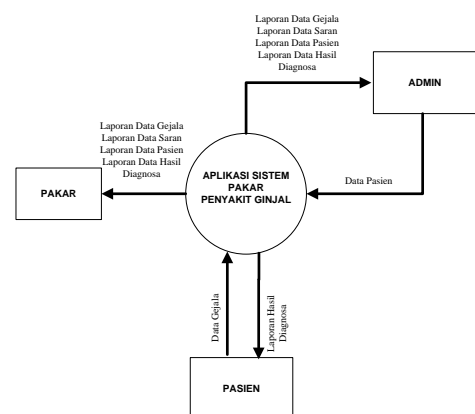 Laporan Data Gejala
Laporan Data Saran
Laporan Data Pasien
Laporan Data Hasil
Diagnosa
ADMIN
Laporan Data Gejala
Laporan Data Saran
Laporan Data Pasien
Laporan Data Hasil
Diagnosa
PAKAR
APLIKASI SISTEM
PAKAR
PENYAKIT GINJAL
Data Pasien
Data Gejala
Laporan Hasil
Diagnosa
PASIEN